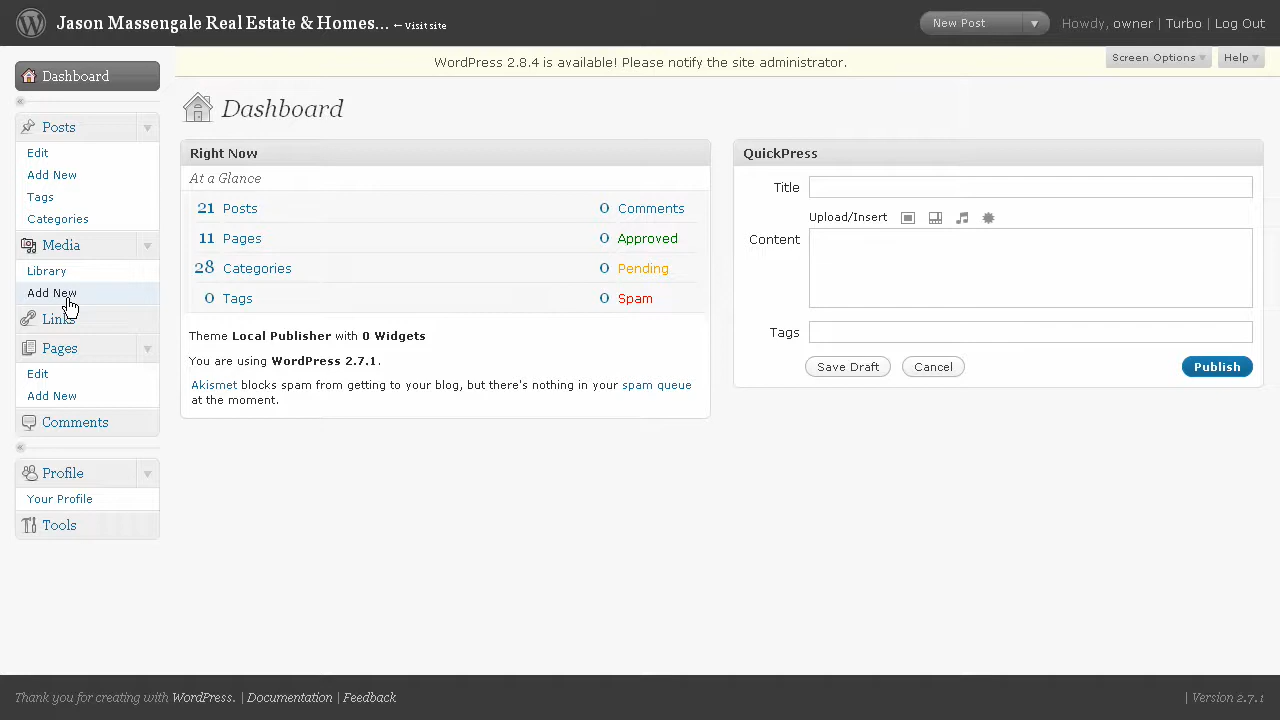 Jason Massengale Real Estate & Homes... ← Visit site
New Post
Howdy, owner | Turbo | Log Out
WordPress 2.8.4 is available! Please notify the site administrator.
Screen Options
Help
Dashboard
Posts
Edit
Add New
Tags
Categories
Media
Library
Add New
Links
Pages
Edit
Add New
Comments
Profile
Your Profile
Tools
Dashboard
Right Now
At a Glance
21 Posts 0 Comments
11 Pages 0 Approved
28 Categories 0 Pending
0 Tags 0 Spam
Theme Local Publisher with 0 Widgets
You are using WordPress 2.7.1.
Akismet blocks spam from getting to your blog, but there's nothing in your spam queue
at the moment.
QuickPress
Title
Upload/Insert
Content
Tags
Save Draft
Cancel
Publish
Thank you for creating with WordPress. | Documentation | Feedback
| Version 2.7.1